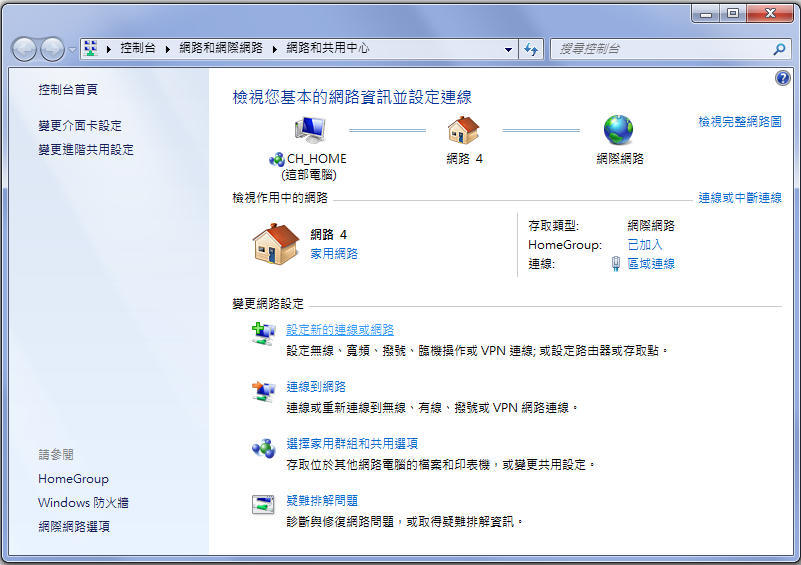 控制台 ▸ 網路和網際網路 ▸ 網路和共用中心
搜尋控制台
控制台首頁
變更介面卡設定
變更進階共用設定
請參閱
HomeGroup
Windows 防火牆
網際網路選項
檢視您基本的網路資訊並設定連線
檢視完整網路圖
CH_HOME
(這部電腦)
網路 4
網際網路
檢視作用中的網路
連線或中斷連線
網路 4
家用網路
存取類型: 網際網路
HomeGroup: 已加入
連線: 區域連線
變更網路設定
設定新的連線或網路
設定無線、寬頻、撥號、臨機操作或 VPN 連線; 或設定路由器或存取點。
連線到網路
連線或重新連線到無線、有線、撥號或 VPN 網路連線。
選擇家用群組和共用選項
存取位於其他網路電腦的檔案和印表機，或變更共用設定。
疑難排解問題
診斷與修復網路問題，或取得疑難排解資訊。